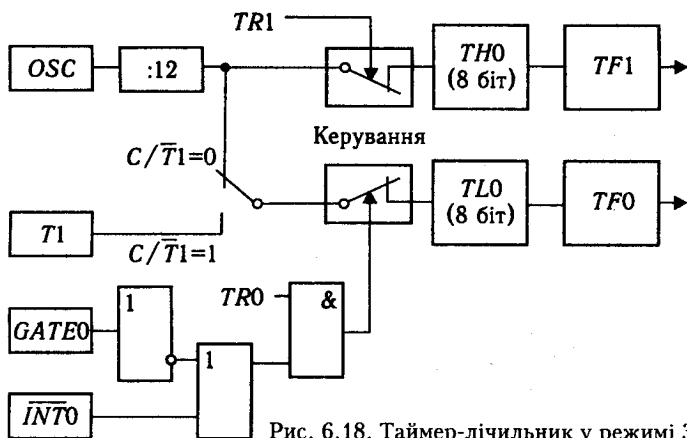 TR1
OSC
:12
TH0
(8 біт)
TF1
Керування
C/T̅1=0
TL0
(8 біт)
TF0
T1
C/T̅1=1
TR0
&
1
GATE0
1
I̅N̅T̅0
Рис. 6.18. Таймер-лічильник у режимі 3